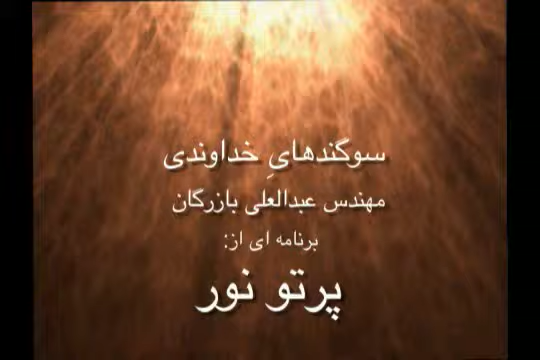 سوگندهایِ خداوندی
مهندس عبدالعلی بازرگان
برنامه ای از:
پرتو نور